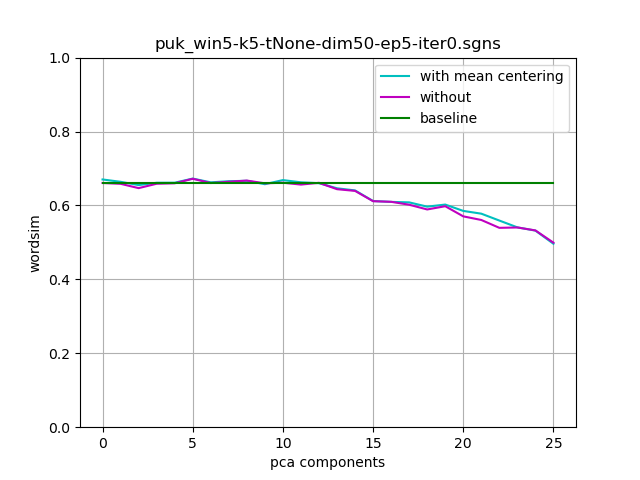 puk_win5-k5-tNone-dim50-ep5-iter0.sgns
with mean centering
without
baseline
wordsim
1.0
0.8
0.6
0.4
0.2
0.0
0 5 10 15 20 25
pca components